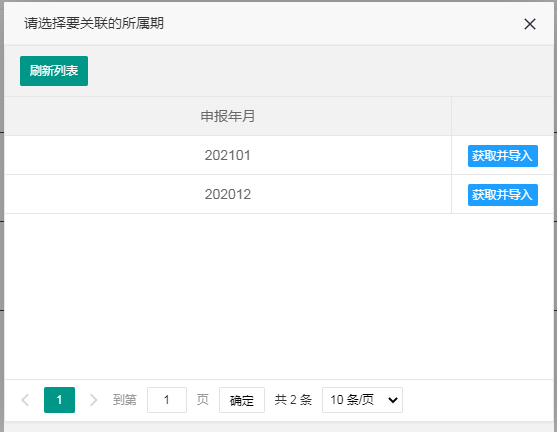 请选择要关联的所属期
刷新列表
申报年月
202101 获取并导入
202012 获取并导入
1 到第 1 页 确定 共 2 条 10 条/页